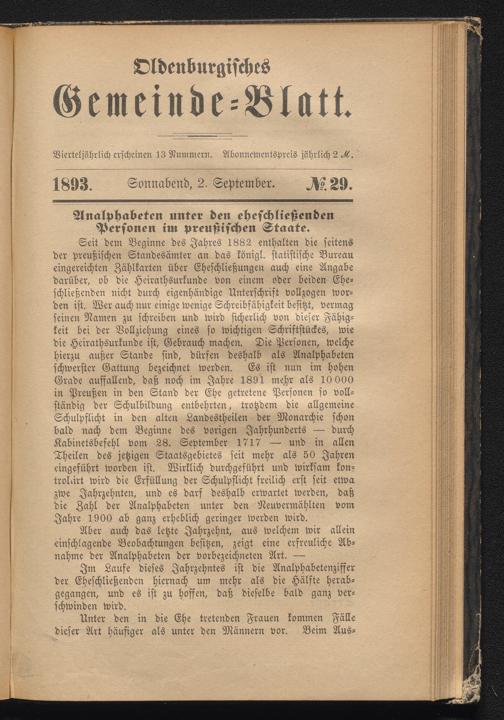 Oldenburgisches
Gemeinde=Blatt.
Vierteljährlich erscheinen 13 Nummern. Abonnementspreis jährlich 2 ℳ.
1893. Sonnabend, 2. September. №. 29.
Analphabeten unter den eheschließenden
Personen im preußischen Staate.
Seit dem Beginne des Jahres 1882 enthalten die seitens
der preußischen Standesämter an das königl. statistische Bureau
eingereichten Zählkarten über Eheschließungen auch eine Angabe
darüber, ob die Heirathsurkunde von einem oder beiden Ehe=
schließenden nicht durch eigenhändige Unterschrift vollzogen wor=
den ist. Wer auch nur einige wenige Schreibfähigkeit besitzt, vermag
seinen Namen zu schreiben und wird sicherlich von dieser Fähig=
keit bei der Vollziehung eines so wichtigen Schriftstückes, wie
die Heirathsurkunde ist, Gebrauch machen. Die Personen, welche
hierzu außer Stande sind, dürfen deshalb als Analphabeten
schwerster Gattung bezeichnet werden. Es ist nun im hohen
Grade auffallend, daß noch im Jahre 1891 mehr als 10 000
in Preußen in den Stand der Ehe getretene Personen so voll=
ständig der Schulbildung entbehrten, trotzdem die allgemeine
Schulpflicht in den alten Landestheilen der Monarchie schon
bald nach dem Beginne des vorigen Jahrhunderts — durch
Kabinetsbefehl vom 28. September 1717 — und in allen
Theilen des jetzigen Staatsgebietes seit mehr als 50 Jahren
eingeführt worden ist. Wirklich durchgeführt und wirksam kon=
trolirt wird die Erfüllung der Schulpflicht freilich erst seit etwa
zwe Jahrzehnten, und es darf deshalb erwartet werden, daß
die Zahl der Analphabeten unter den Neuvermählten vom
Jahre 1900 ab ganz erheblich geringer werden wird.
Aber auch das letzte Jahrzehnt, aus welchem wir allein
einschlagende Beobachtungen besitzen, zeigt eine erfreuliche Ab=
nahme der Analphabeten der vorbezeichneten Art. —
Im Laufe dieses Jahrzehntes ist die Analphabetenziffer
der Eheschließenden hiernach um mehr als die Hälfte herab=
gegangen, und es ist zu hoffen, daß dieselbe bald ganz ver=
schwinden wird.
Unter den in die Ehe tretenden Frauen kommen Fälle
dieser Art häufiger als unter den Männern vor. Beim Aus=